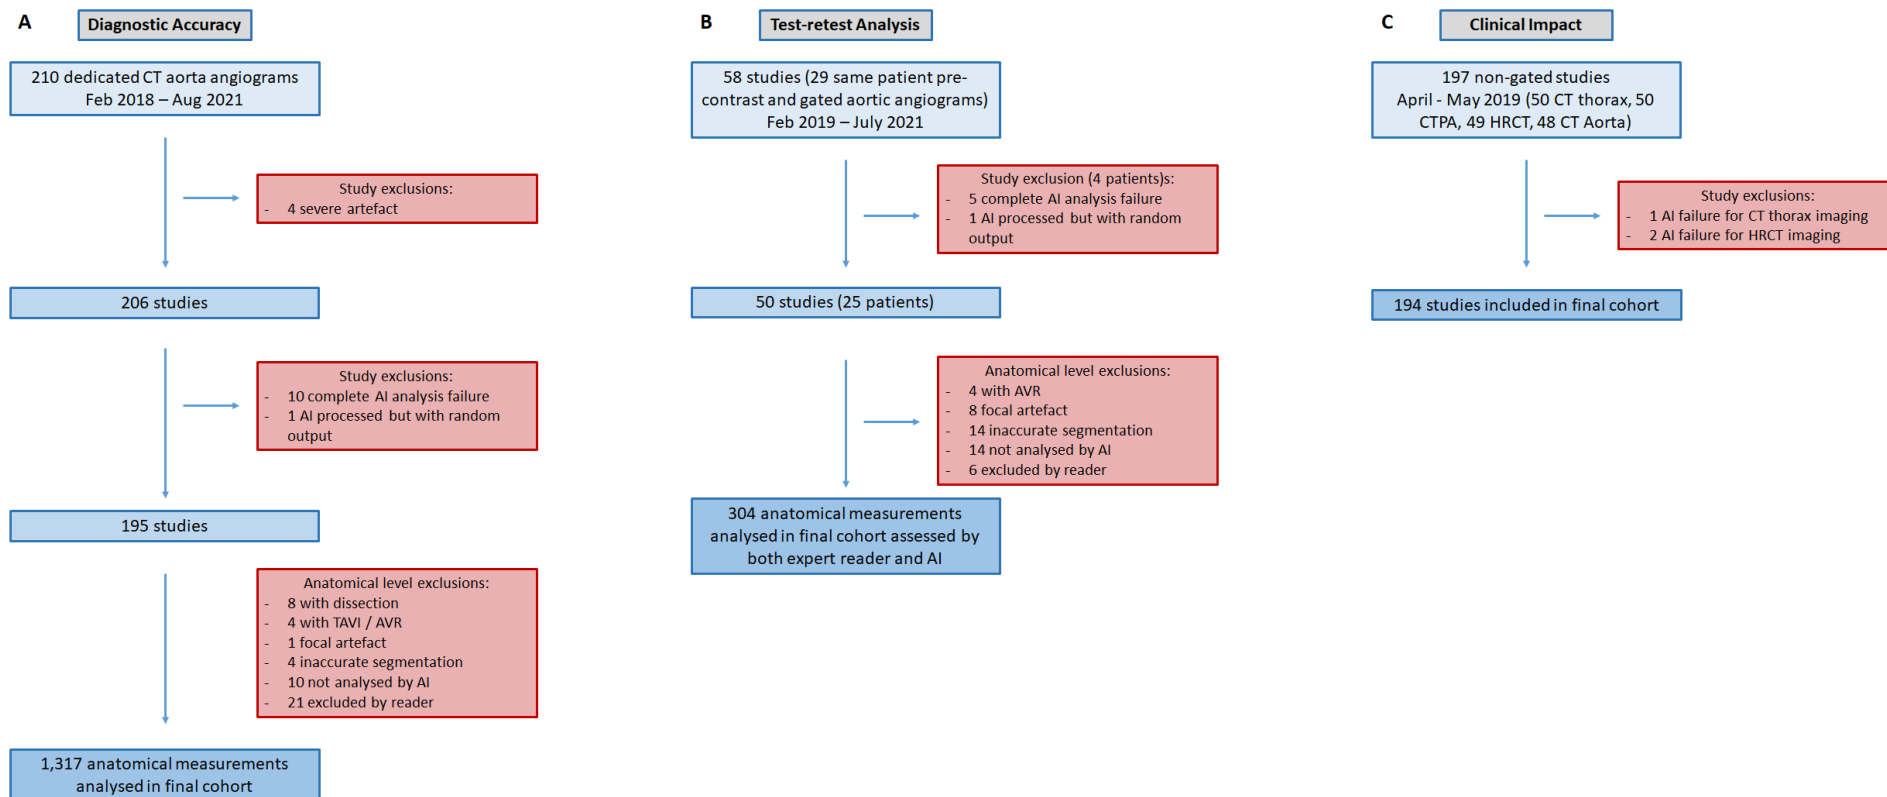 A
Diagnostic Accuracy
210 dedicated CT aorta angiograms
Feb 2018 – Aug 2021
Study exclusions:
- 4 severe artefact
206 studies
Study exclusions:
- 10 complete AI analysis failure
- 1 AI processed but with random
output
195 studies
Anatomical level exclusions:
- 8 with dissection
- 4 with TAVI / AVR
- 1 focal artefact
- 4 inaccurate segmentation
- 10 not analysed by AI
- 21 excluded by reader
1,317 anatomical measurements
analysed in final cohort
B
Test-retest Analysis
58 studies (29 same patient pre-
contrast and gated aortic angiograms)
Feb 2019 – July 2021
Study exclusion (4 patients)s:
- 5 complete AI analysis failure
- 1 AI processed but with random
output
50 studies (25 patients)
Anatomical level exclusions:
- 4 with AVR
- 8 focal artefact
- 14 inaccurate segmentation
- 14 not analysed by AI
- 6 excluded by reader
304 anatomical measurements
analysed in final cohort assessed by
both expert reader and AI
C
Clinical Impact
197 non-gated studies
April - May 2019 (50 CT thorax, 50
CTPA, 49 HRCT, 48 CT Aorta)
Study exclusions:
- 1 AI failure for CT thorax imaging
- 2 AI failure for HRCT imaging
194 studies included in final cohort